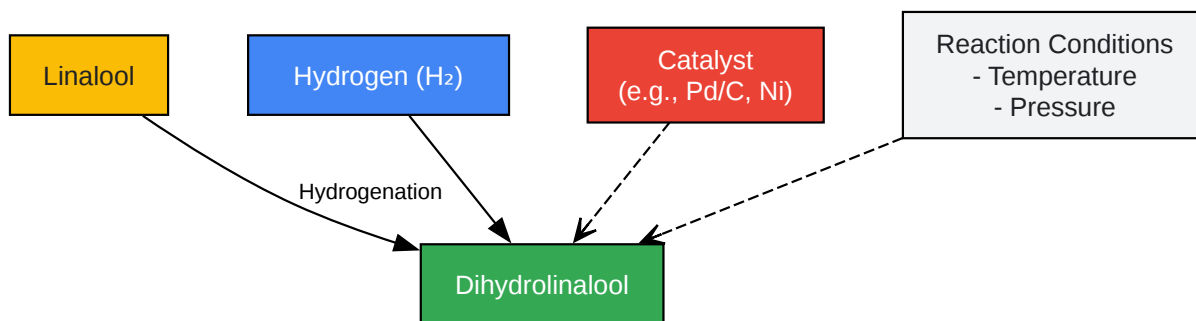 Linalool
Hydrogen (H₂)
Catalyst
(e.g., Pd/C, Ni)
Reaction Conditions
- Temperature
- Pressure
Hydrogenation
Dihydrolinalool